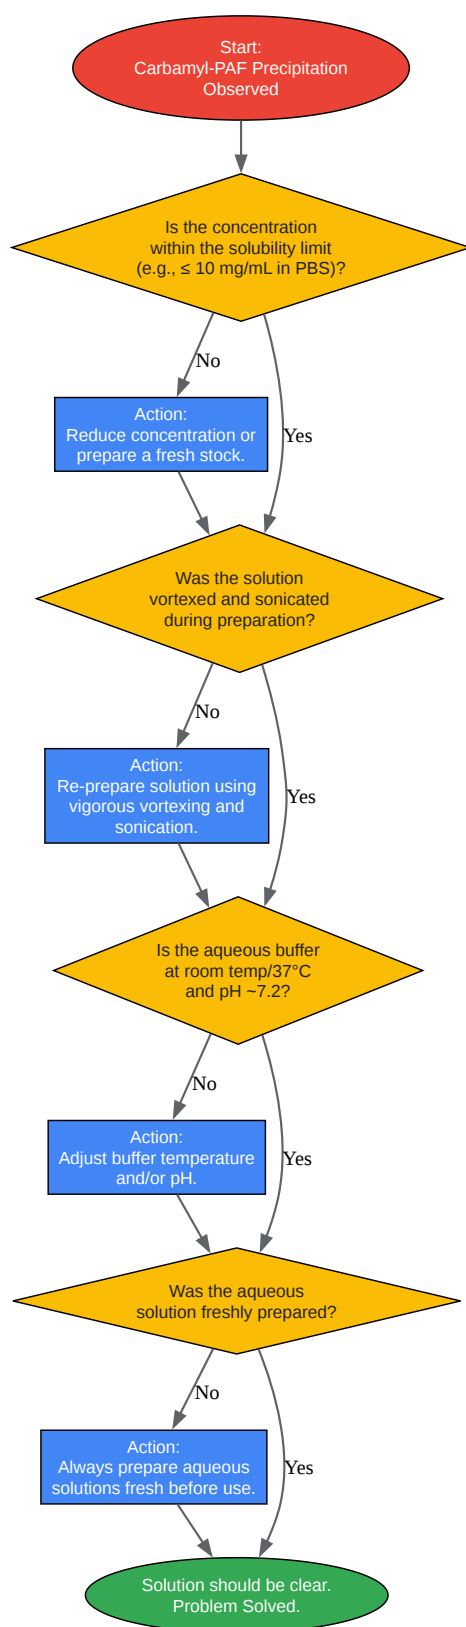 Start:
Carbamyl-PAF Precipitation
Observed
Is the concentration
within the solubility limit
(e.g., ≤ 10 mg/mL in PBS)?
No
Yes
Action:
Reduce concentration or
prepare a fresh stock.
Was the solution
vortexed and sonicated
during preparation?
No
Yes
Action:
Re-prepare solution using
vigorous vortexing and
sonication.
Is the aqueous buffer
at room temp/37°C
and pH ~7.2?
No
Yes
Action:
Adjust buffer temperature
and/or pH.
Was the aqueous
solution freshly prepared?
No
Yes
Action:
Always prepare aqueous
solutions fresh before use.
Solution should be clear.
Problem Solved.